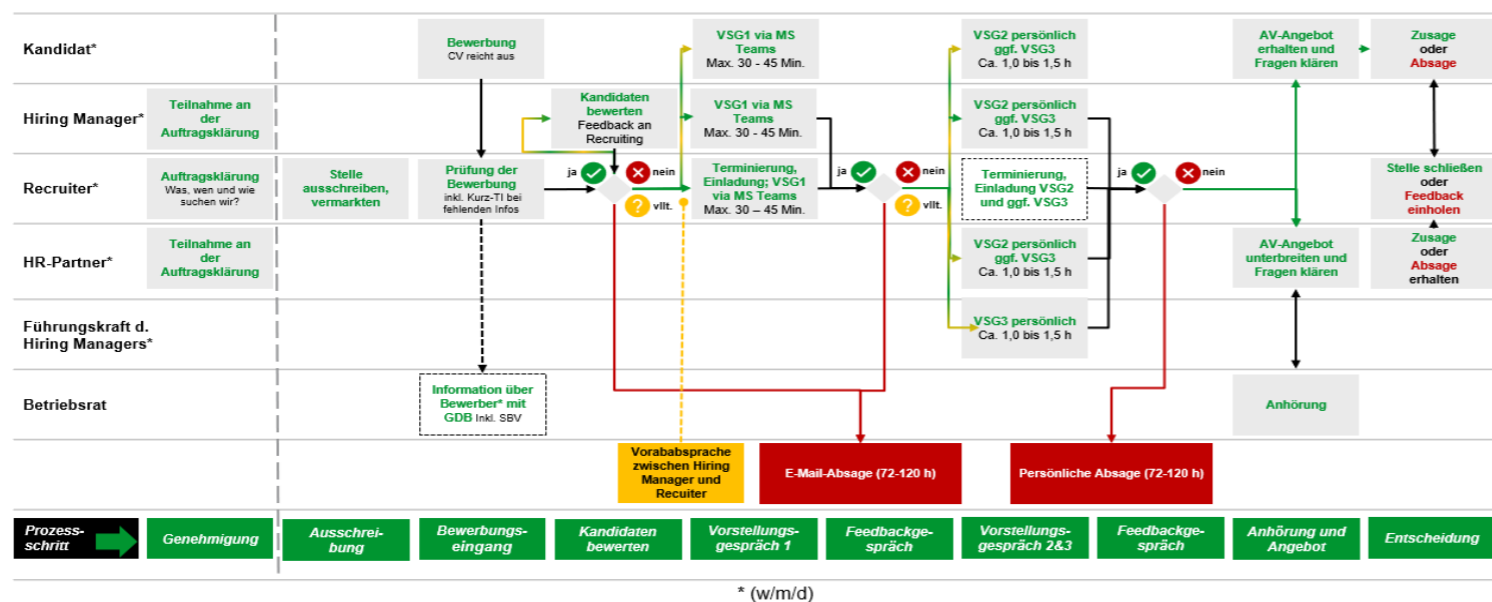 Kandidat*
Bewerbung
CV reicht aus
VSG1 via MS
Teams
Max. 30 - 45 Min.
VSG2 persönlich
ggf. VSG3
Ca. 1,0 bis 1,5 h
AV-Angebot
erhalten und
Fragen klären
Zusage
oder
Absage
Hiring Manager*
Teilnahme an
der
Auftragsklärung
Kandidaten
bewerten
Feedback an
Recruiting
VSG1 via MS
Teams
Max. 30 - 45 Min.
VSG2 persönlich
ggf. VSG3
Ca. 1,0 bis 1,5 h
Recruiter*
Auftragsklärung
Was, wen und wie
suchen wir?
Stelle
ausschreiben,
vermarkten
Prüfung der
Bewerbung
inkl. Kurz-TI bei
fehlenden Infos
ja
nein
?
vllt.
Terminierung,
Einladung; VSG1
via MS Teams
Max. 30 – 45 Min.
ja
nein
?
vllt.
Terminierung,
Einladung VSG2
und ggf. VSG3
ja
nein
Stelle schließen
oder
Feedback
einholen
HR-Partner*
Teilnahme an
der
Auftragsklärung
VSG2 persönlich
ggf. VSG3
Ca. 1,0 bis 1,5 h
AV-Angebot
unterbreiten und
Fragen klären
Zusage
oder
Absage
erhalten
Führungskraft d.
Hiring Managers*
VSG3 persönlich
Ca. 1,0 bis 1,5 h
Betriebsrat
Information über
Bewerber* mit
GDB Inkl. SBV
Anhörung
Vorababsprache
zwischen Hiring
Manager und
Recuiter
E-Mail-Absage (72-120 h)
Persönliche Absage (72-120 h)
Prozess-
schritt
Genehmigung
Ausschrei-
bung
Bewerbungs-
eingang
Kandidaten
bewerten
Vorstellungs-
gespräch 1
Feedbackge-
spräch
Vorstellungs-
gespräch 2&3
Feedbackge-
spräch
Anhörung und
Angebot
Entscheidung
* (w/m/d)